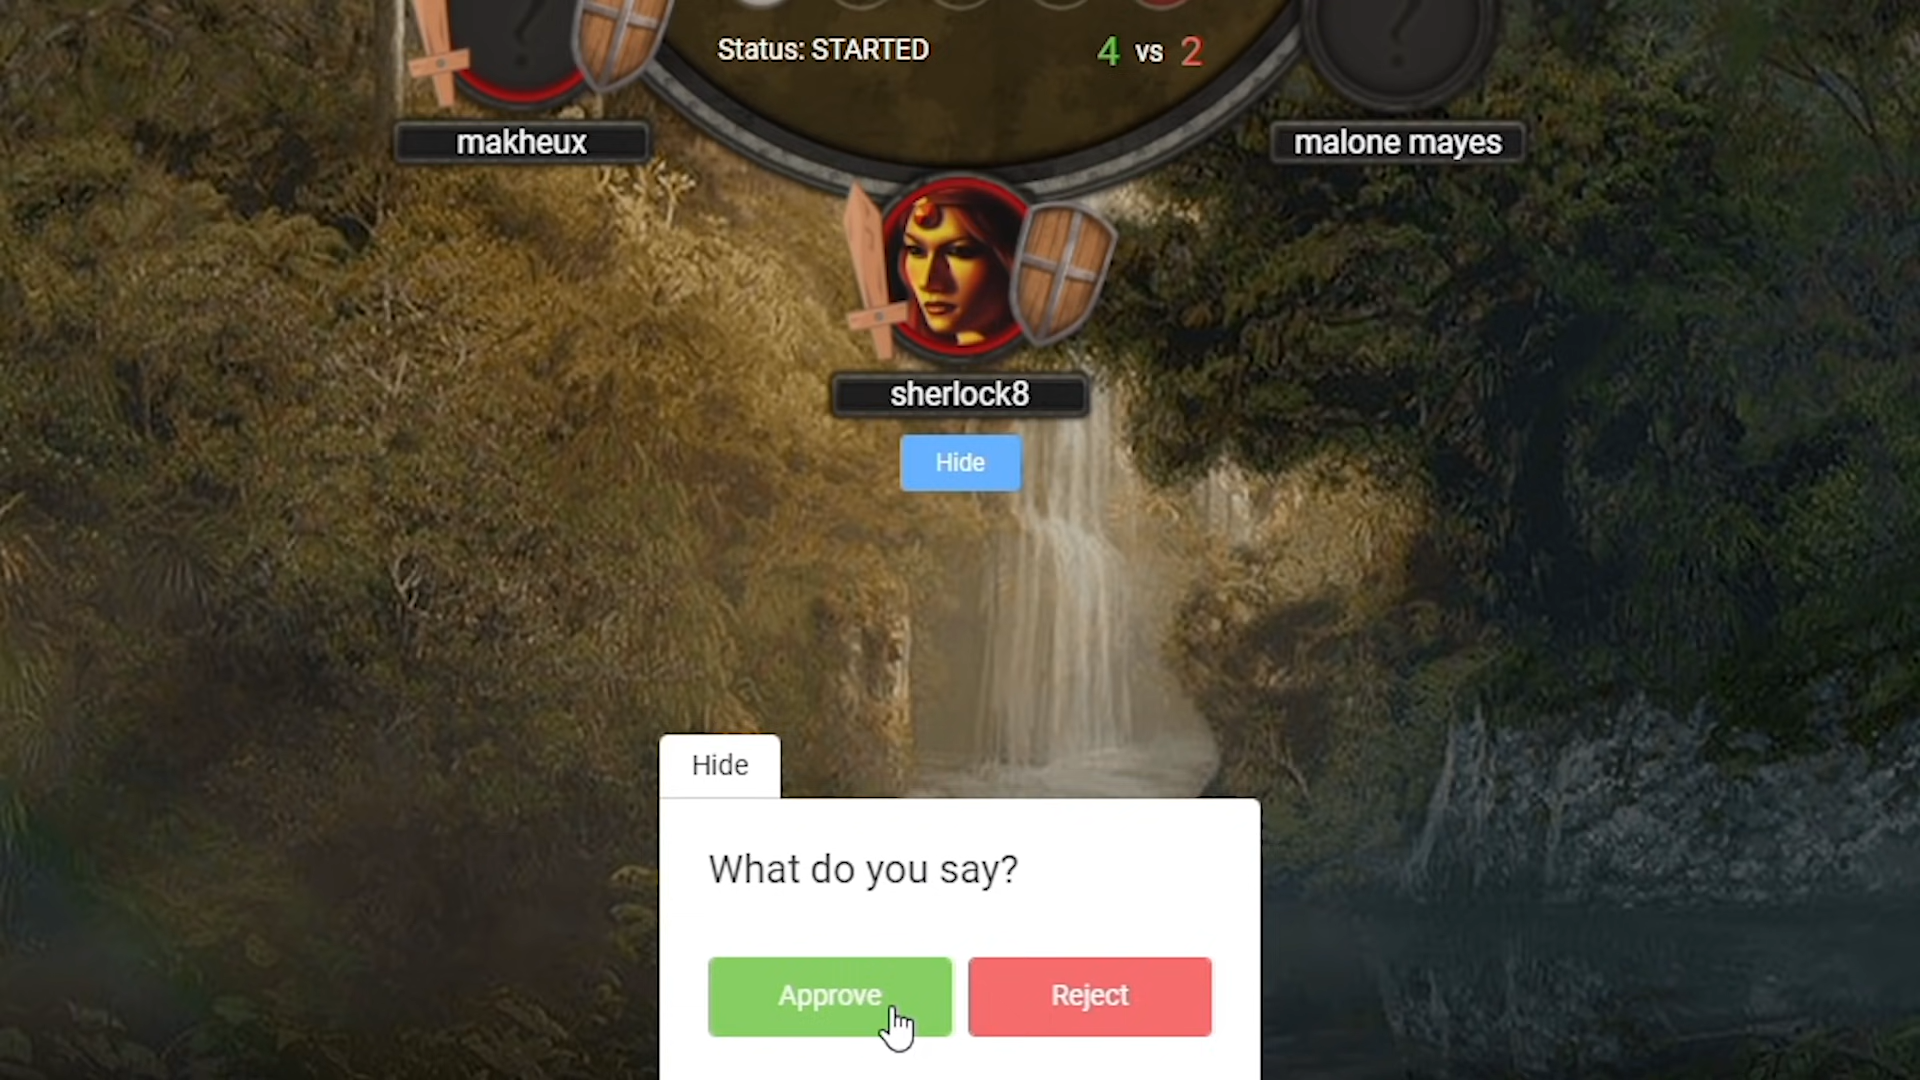 Status: STARTED
4 vs 2
makheux
malone mayes
sherlock8
Hide
Hide
What do you say?
Approve
Reject